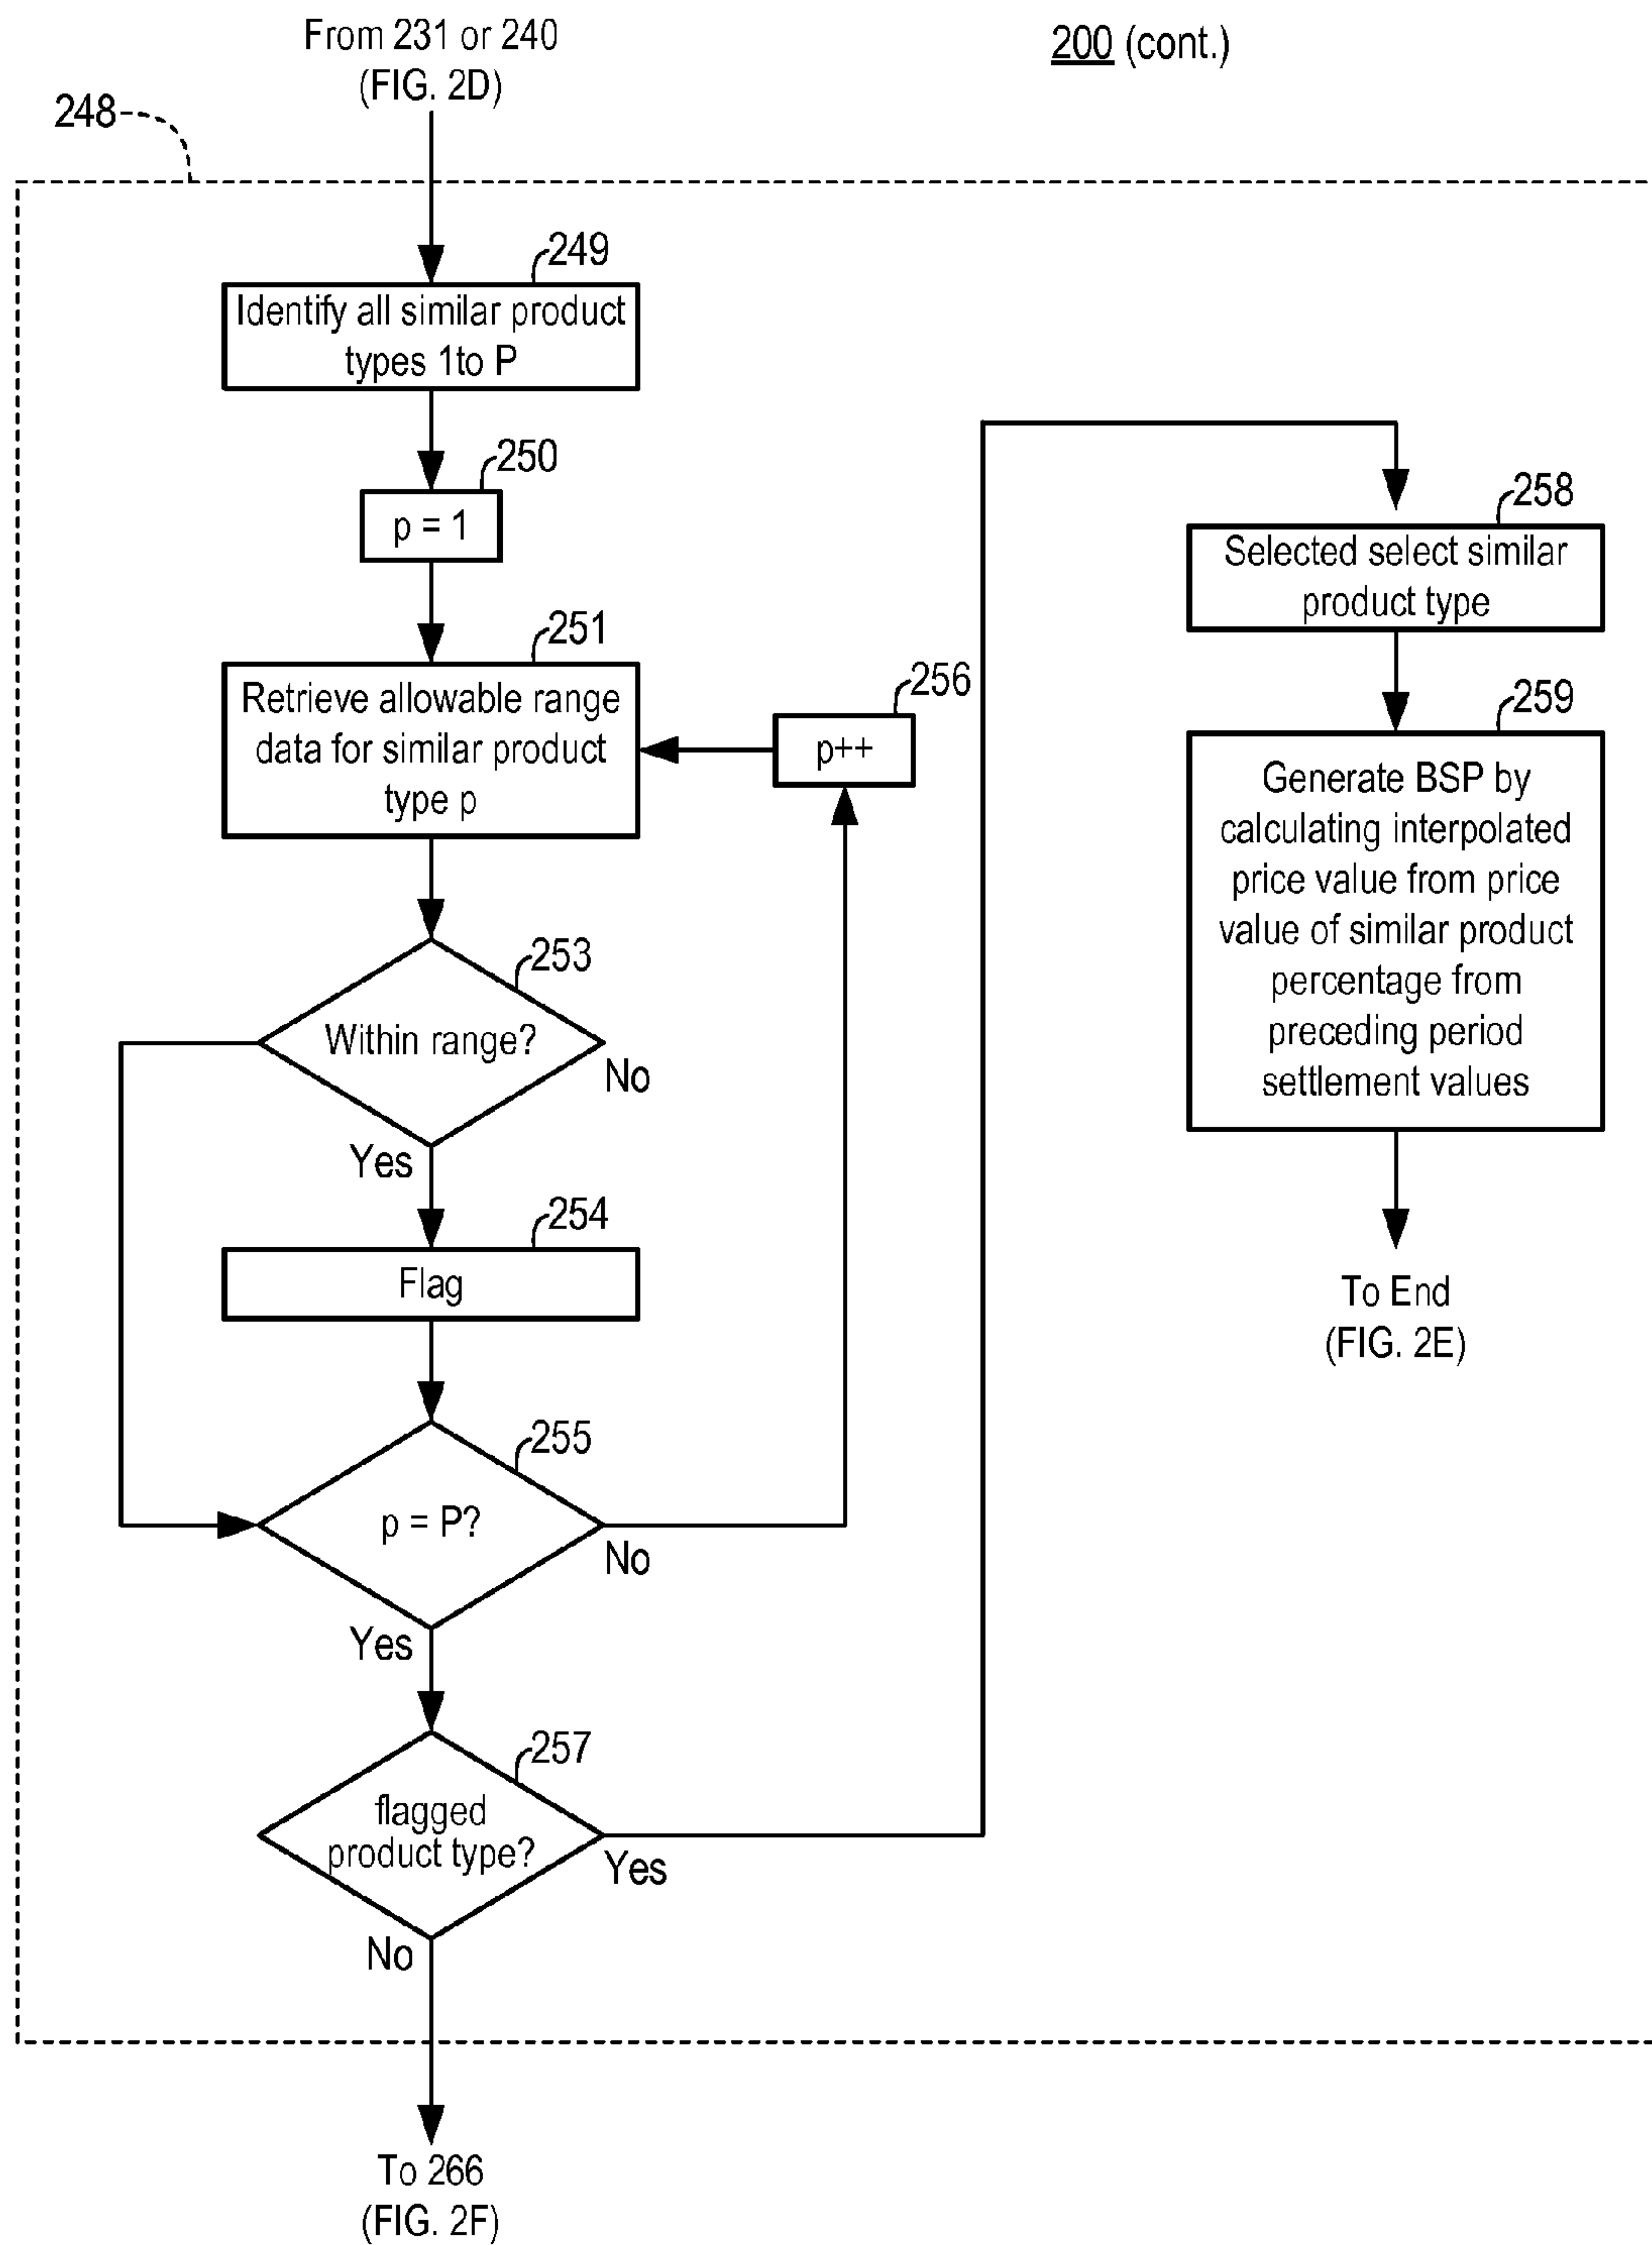 From 231 or 240
(FIG. 2D)
200 (cont.)
248
249
Identify all similar product
types 1to P
250
p = 1
251
Retrieve allowable range
data for similar product
type p
256
p++
253
Within range?
No
Yes
254
Flag
255
p = P?
No
Yes
257
flagged
product type?
Yes
No
To 266
(FIG. 2F)
258
Selected select similar
product type
259
Generate BSP by
calculating interpolated
price value from price
value of similar product
percentage from
preceding period
settlement values
To End
(FIG. 2E)